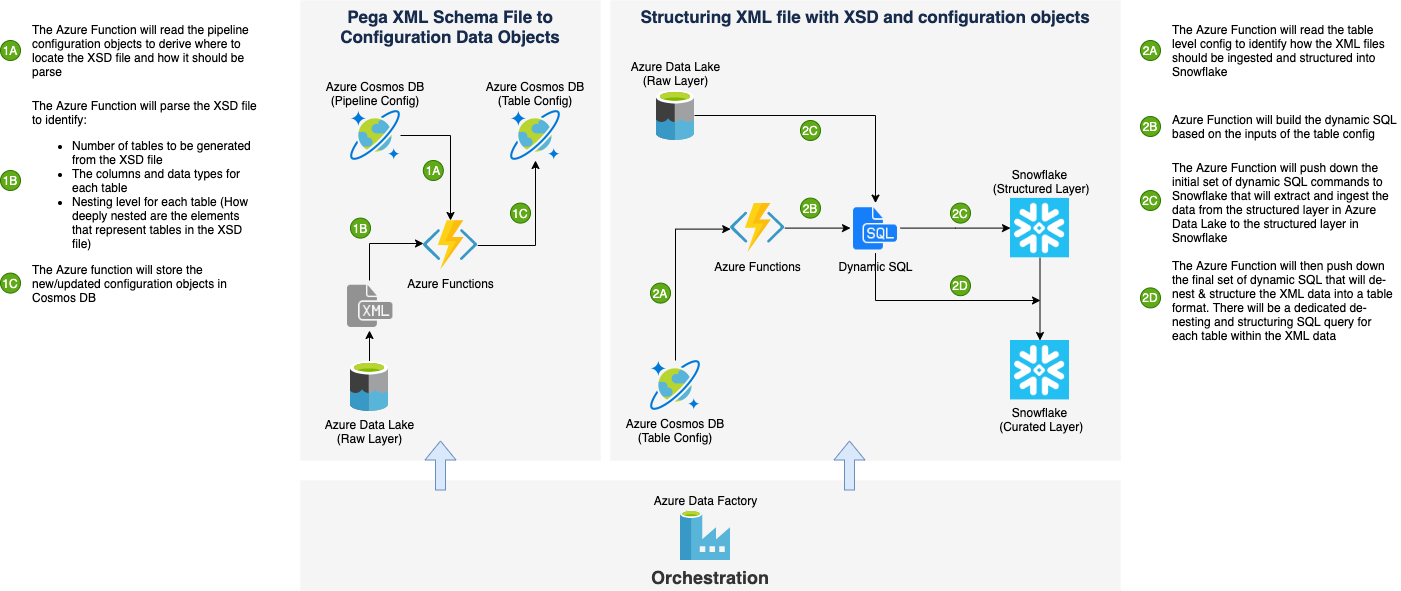 1A
The Azure Function will read the pipeline
configuration objects to derive where to
locate the XSD file and how it should be
parse
1B
The Azure Function will parse the XSD file
to identify:
• Number of tables to be generated
from the XSD file
• The columns and data types for
each table
• Nesting level for each table (How
deeply nested are the elements
that represent tables in the XSD
file)
1C
The Azure function will store the
new/updated configuration objects in
Cosmos DB
Pega XML Schema File to
Configuration Data Objects
Azure Cosmos DB
(Pipeline Config)
Azure Cosmos DB
(Table Config)
1A
1C
1B
Azure Functions
XML
Azure Data Lake
(Raw Layer)
Structuring XML file with XSD and configuration objects
Azure Data Lake
(Raw Layer)
2C
Snowflake
(Structured Layer)
2B
2C
SQL
Azure Functions
Dynamic SQL
2A
2D
Azure Cosmos DB
(Table Config)
Snowflake
(Curated Layer)
Azure Data Factory
Orchestration
2A
The Azure Function will read the table
level config to identify how the XML files
should be ingested and structured into
Snowflake
2B
Azure Function will build the dynamic SQL
based on the inputs of the table config
2C
The Azure Function will push down the
initial set of dynamic SQL commands to
Snowflake that will extract and ingest the
data from the structured layer in Azure
Data Lake to the structured layer in
Snowflake
2D
The Azure Function will then push down
the final set of dynamic SQL that will de-
nest & structure the XML data into a table
format. There will be a dedicated de-
nesting and structuring SQL query for
each table within the XML data